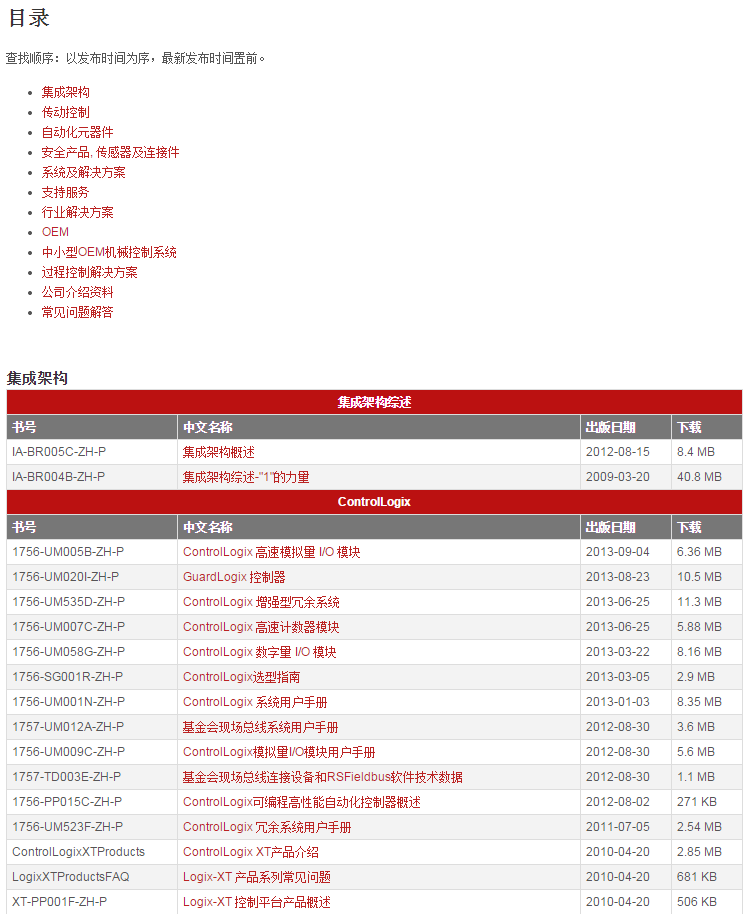 目录
查找顺序：以发布时间为序，最新发布时间置前。
集成架构
传动控制
自动化元器件
安全产品, 传感器及连接件
系统及解决方案
支持服务
行业解决方案
OEM
中小型OEM机械控制系统
过程控制解决方案
公司介绍资料
常见问题解答
集成架构
集成架构综述
书号 中文名称 出版日期 下载
IA-BR005C-ZH-P 集成架构概述 2012-08-15 8.4 MB
IA-BR004B-ZH-P 集成架构综述-"1"的力量 2009-03-20 40.8 MB
ControlLogix
书号 中文名称 出版日期 下载
1756-UM005B-ZH-P ControlLogix 高速模拟量 I/O 模块 2013-09-04 6.36 MB
1756-UM020I-ZH-P GuardLogix 控制器 2013-08-23 10.5 MB
1756-UM535D-ZH-P ControlLogix 增强型冗余系统 2013-06-25 11.3 MB
1756-UM007C-ZH-P ControlLogix 高速计数器模块 2013-06-25 5.88 MB
1756-UM058G-ZH-P ControlLogix 数字量 I/O 模块 2013-03-22 8.16 MB
1756-SG001R-ZH-P ControlLogix选型指南 2013-03-05 2.9 MB
1756-UM001N-ZH-P ControlLogix 系统用户手册 2013-01-03 8.35 MB
1757-UM012A-ZH-P 基金会现场总线系统用户手册 2012-08-30 3.6 MB
1756-UM009C-ZH-P ControlLogix模拟量I/O模块用户手册 2012-08-30 5.6 MB
1757-TD003E-ZH-P 基金会现场总线连接设备和RSFieldbus软件技术数据 2012-08-30 1.1 MB
1756-PP015C-ZH-P ControlLogix可编程高性能自动化控制器概述 2012-08-02 271 KB
1756-UM523F-ZH-P ControlLogix 冗余系统用户手册 2011-07-05 2.54 MB
ControlLogixXTProducts ControlLogix XT产品介绍 2010-04-20 2.85 MB
LogixXTProductsFAQ Logix-XT 产品系列常见问题 2010-04-20 681 KB
XT-PP001F-ZH-P Logix-XT 控制平台产品概述 2010-04-20 506 KB